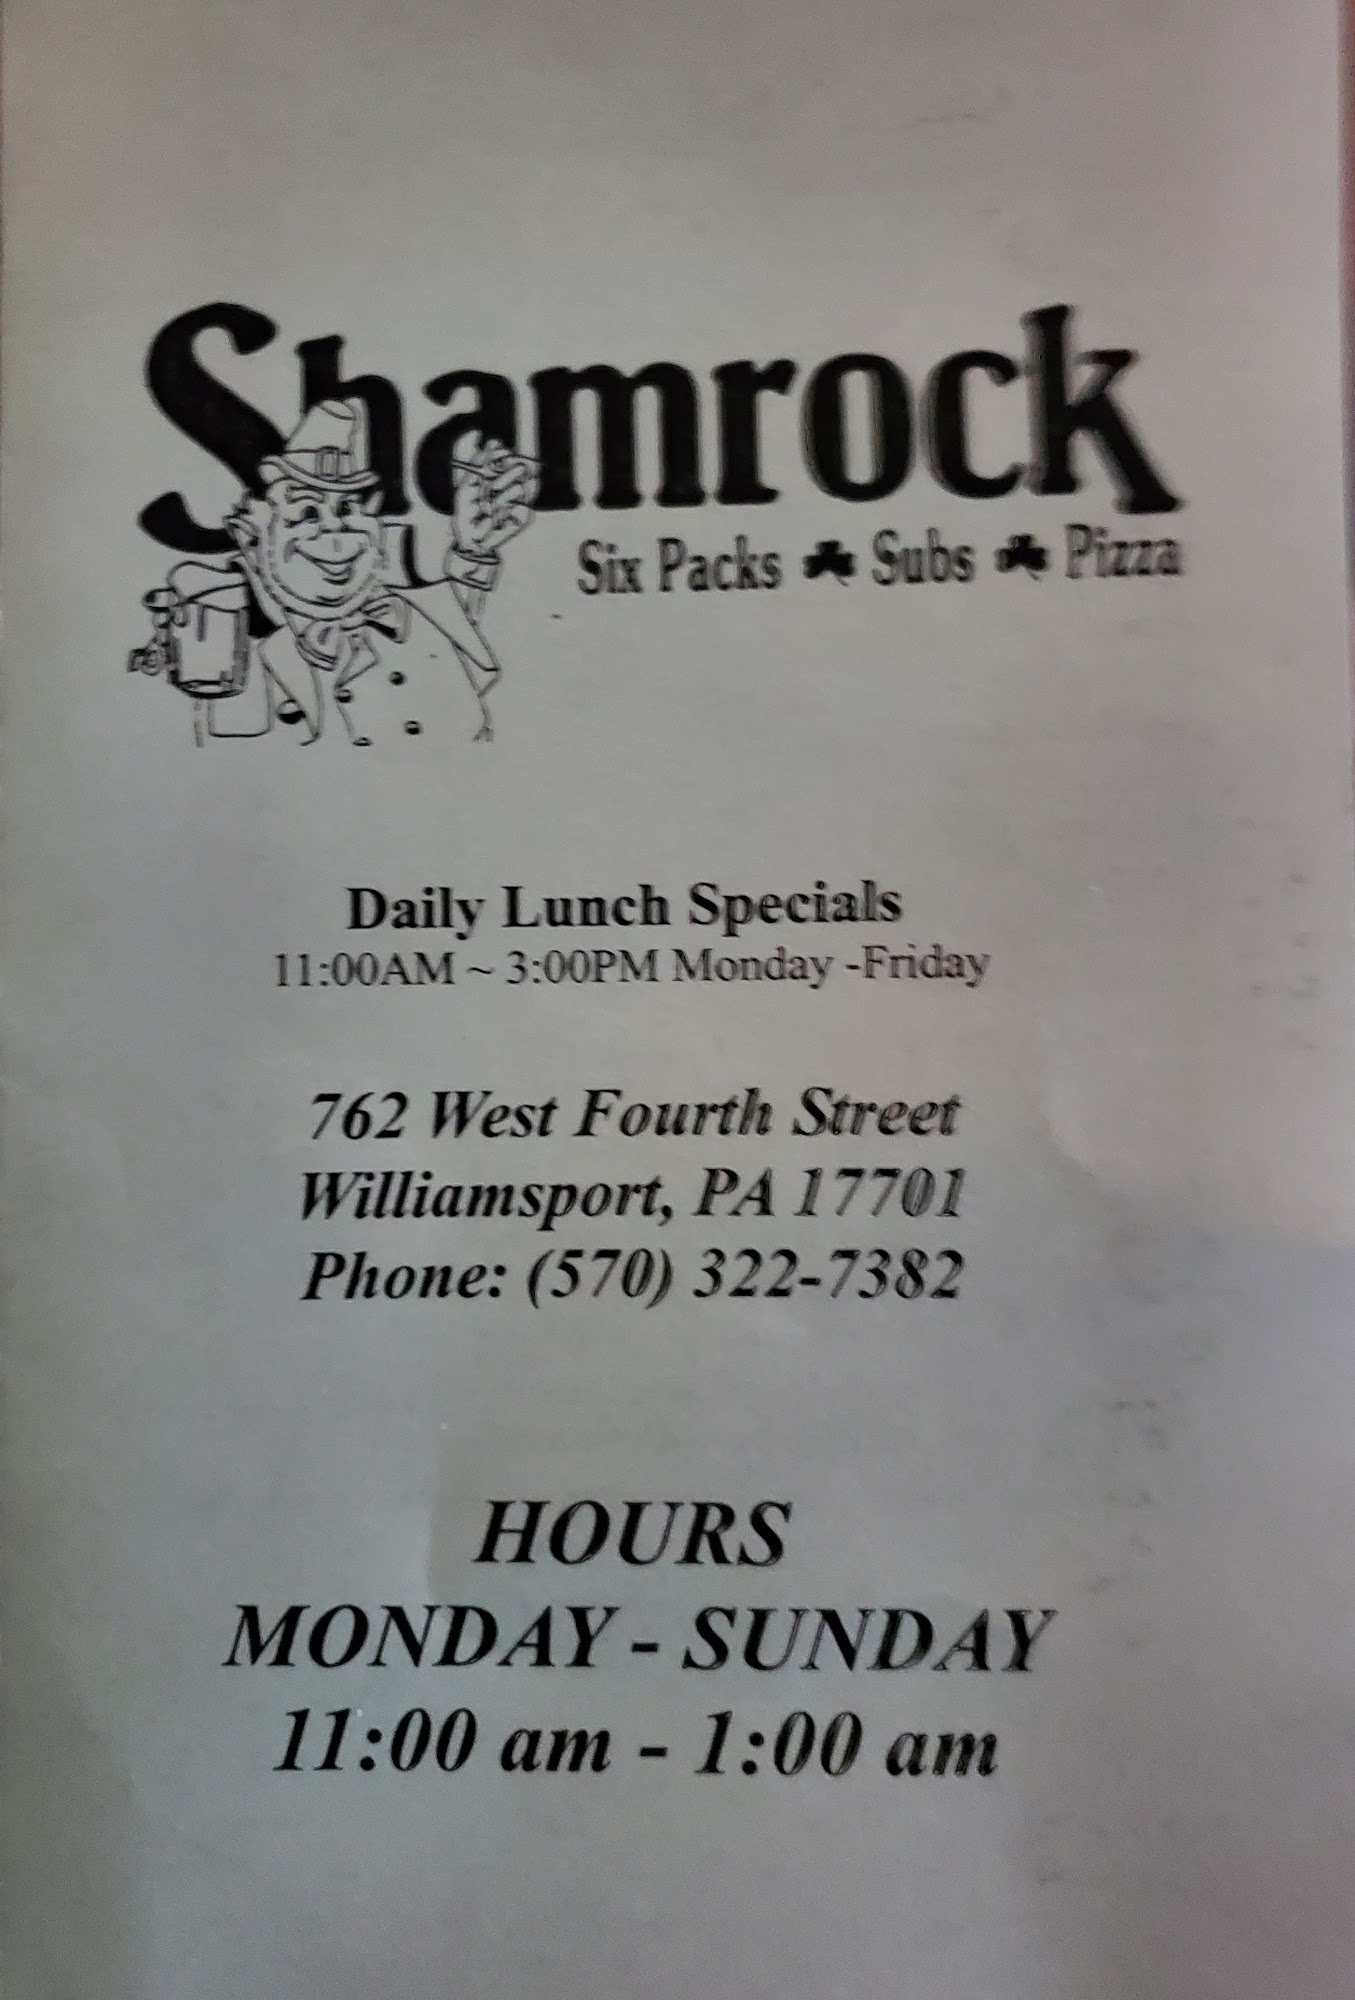 Shamrock
Six Packs ☘ Subs ☘ Pizza
Daily Lunch Specials
11:00AM ~ 3:00PM Monday -Friday
762 West Fourth Street
Williamsport, PA 17701
Phone: (570) 322-7382
HOURS
MONDAY - SUNDAY
11:00 am - 1:00 am